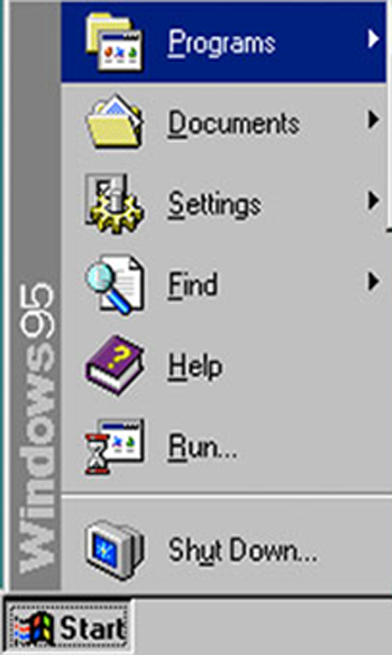 Programs
Documents
Settings
Find
Help
Run...
Shut Down...
Windows95
Start